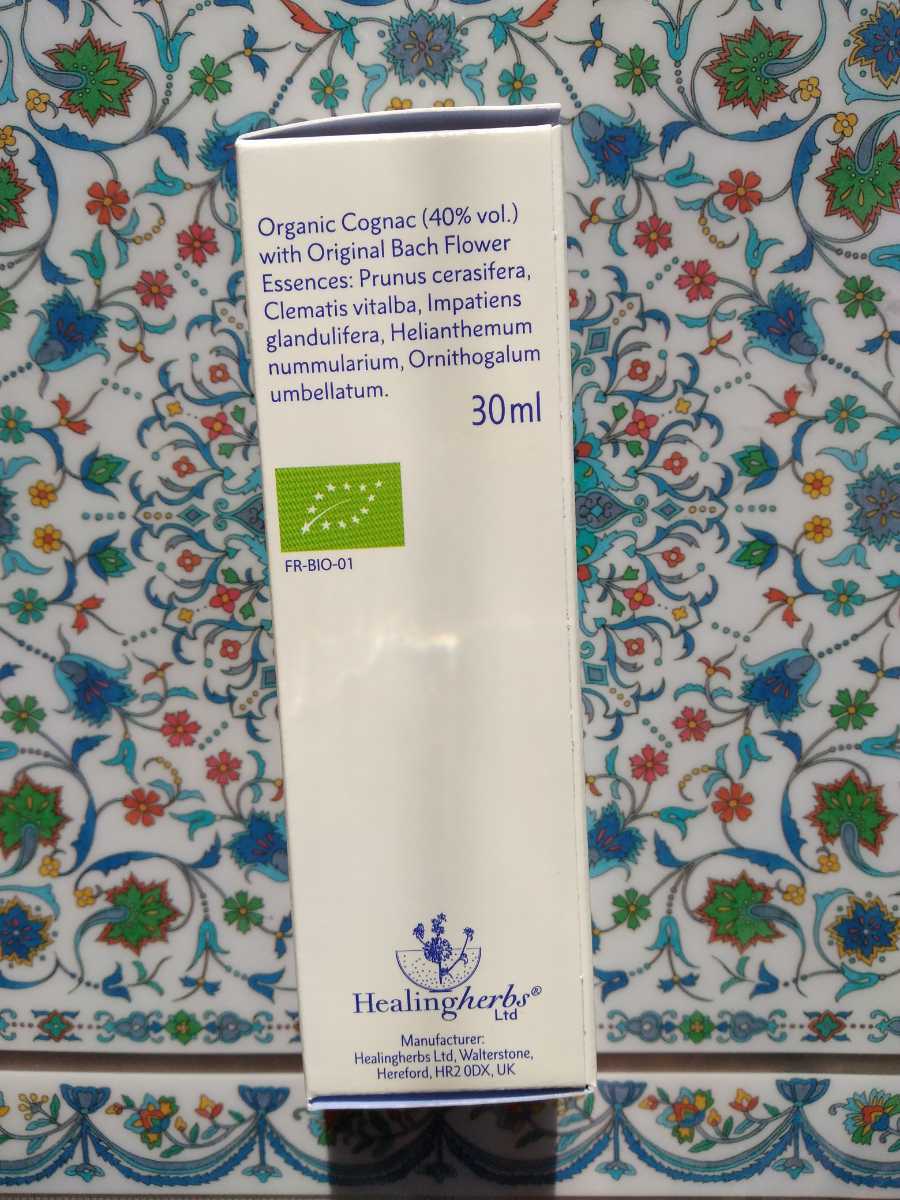 Organic Cognac (40% vol.)
with Original Bach Flower
Essences: Prunus cerasifera,
Clematis vitalba, Impatiens
glandulifera, Helianthemum
nummularium, Ornithogalum
umbellatum.
30ml
FR-BIO-01
Healingherbs®
Ltd
Manufacturer:
Healingherbs Ltd, Walterstone,
Hereford, HR2 0DX, UK